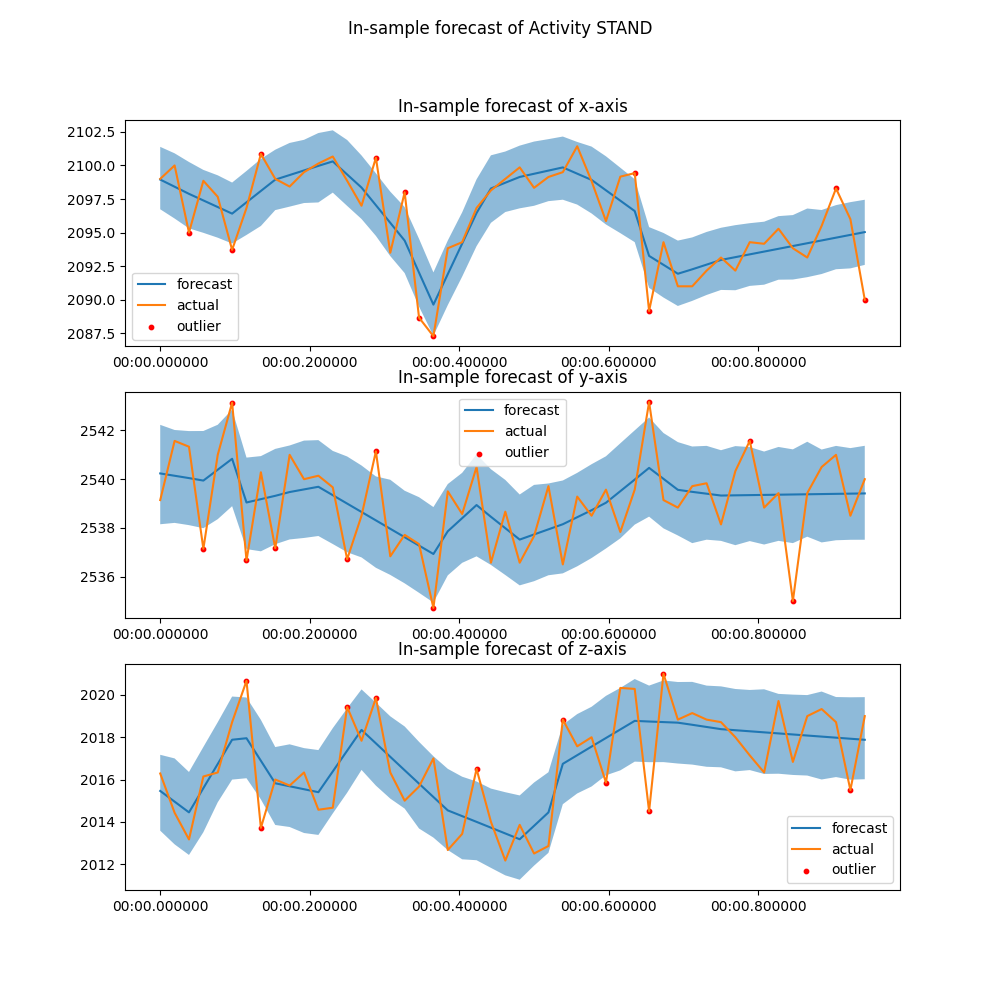 In-sample forecast of Activity STAND
In-sample forecast of x-axis
2102.5
2100.0
2097.5
2095.0
2092.5
2090.0
2087.5
forecast
actual
outlier
00:00.000000 00:00.200000 00:00.400000 00:00.600000 00:00.800000
In-sample forecast of y-axis
2542
2540
2538
2536
forecast
actual
outlier
00:00.000000 00:00.200000 00:00.400000 00:00.600000 00:00.800000
In-sample forecast of z-axis
2020
2018
2016
2014
2012
forecast
actual
outlier
00:00.000000 00:00.200000 00:00.400000 00:00.600000 00:00.800000